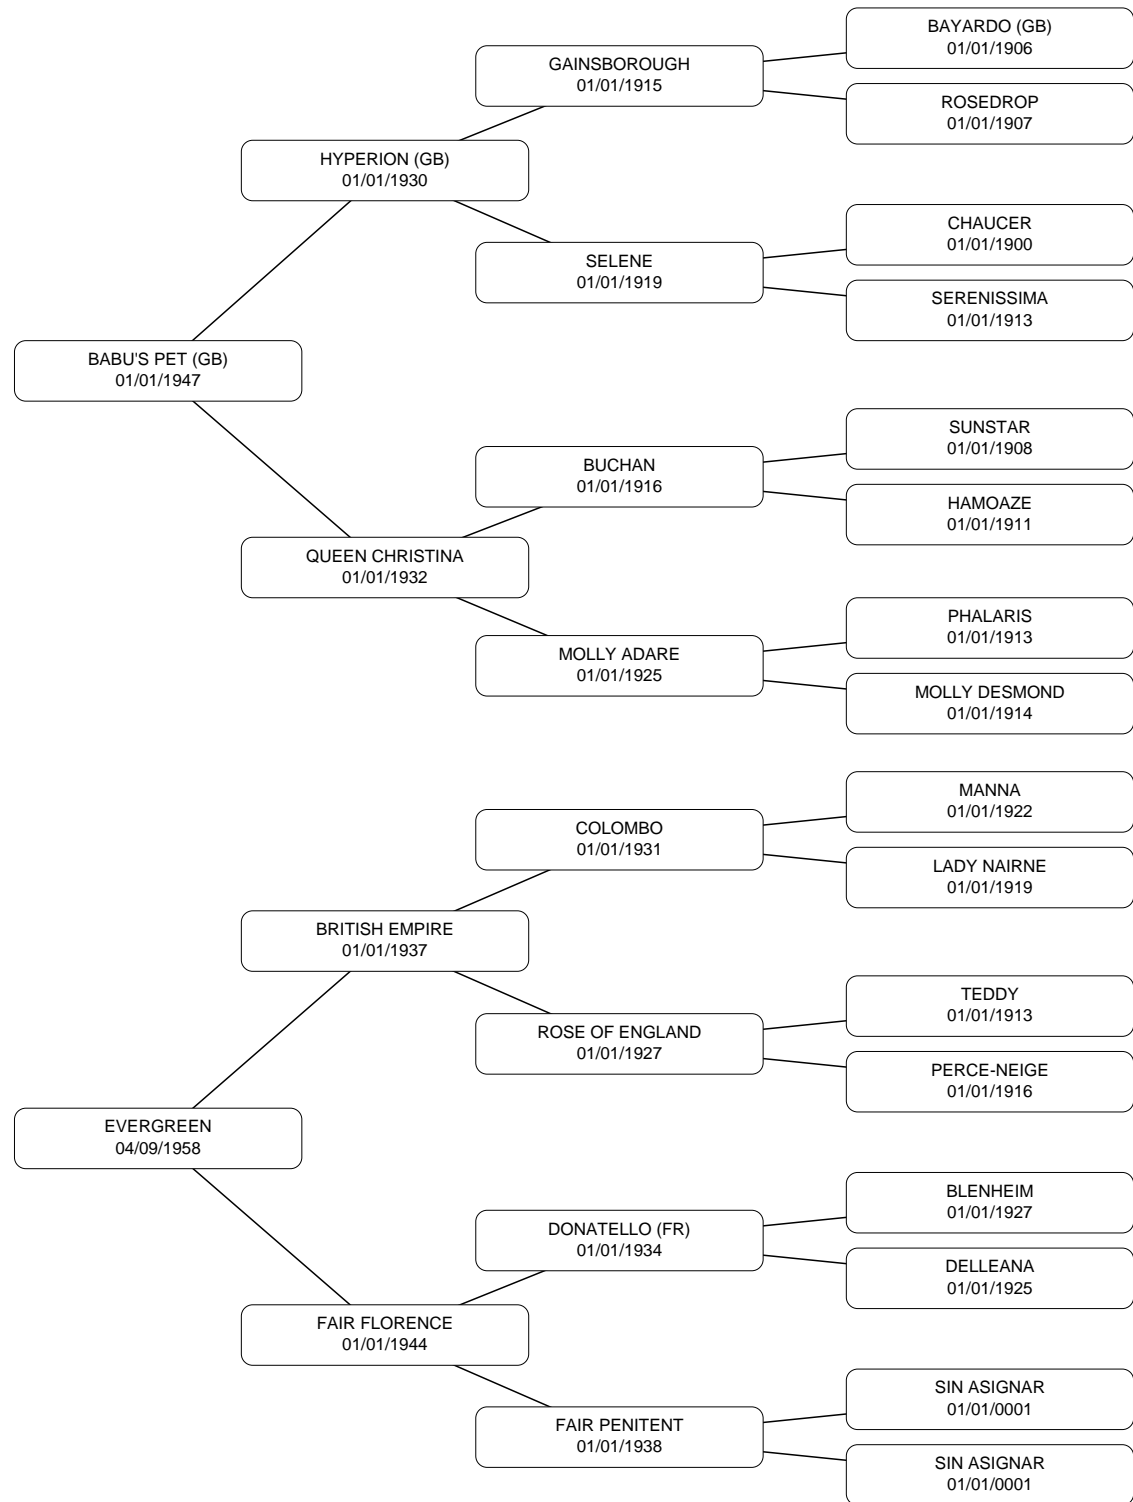 BAYARDO (GB)
01/01/1906
GAINSBOROUGH
01/01/1915
ROSEDROP
01/01/1907
HYPERION (GB)
01/01/1930
CHAUCER
01/01/1900
SELENE
01/01/1919
SERENISSIMA
01/01/1913
BABU'S PET (GB)
01/01/1947
SUNSTAR
01/01/1908
BUCHAN
01/01/1916
HAMOAZE
01/01/1911
QUEEN CHRISTINA
01/01/1932
PHALARIS
01/01/1913
MOLLY ADARE
01/01/1925
MOLLY DESMOND
01/01/1914
MANNA
01/01/1922
COLOMBO
01/01/1931
LADY NAIRNE
01/01/1919
BRITISH EMPIRE
01/01/1937
TEDDY
01/01/1913
ROSE OF ENGLAND
01/01/1927
PERCE-NEIGE
01/01/1916
EVERGREEN
04/09/1958
BLENHEIM
01/01/1927
DONATELLO (FR)
01/01/1934
DELLEANA
01/01/1925
FAIR FLORENCE
01/01/1944
SIN ASIGNAR
01/01/0001
FAIR PENITENT
01/01/1938
SIN ASIGNAR
01/01/0001